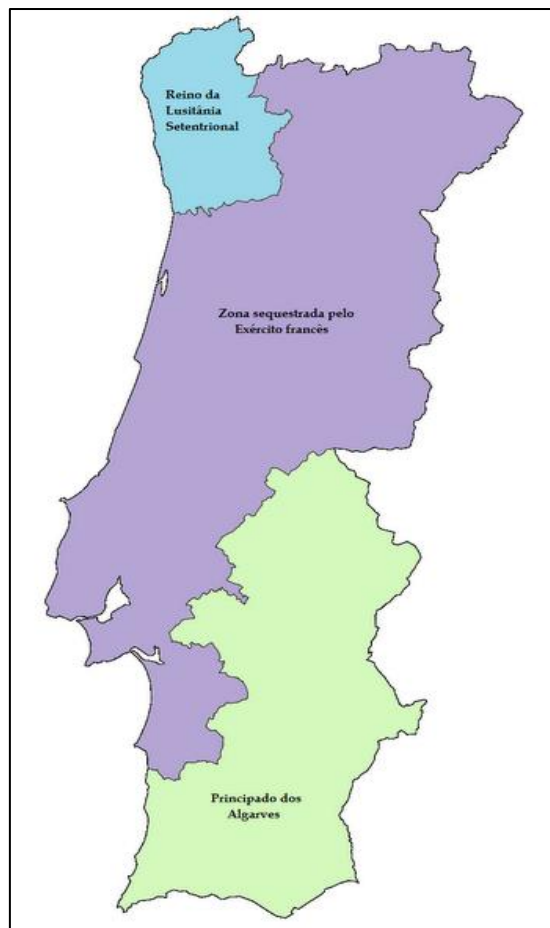 Reino da
Lusitânia
Setentrional
Zona sequestrada pelo
Exército francês
Principado dos
Algarves